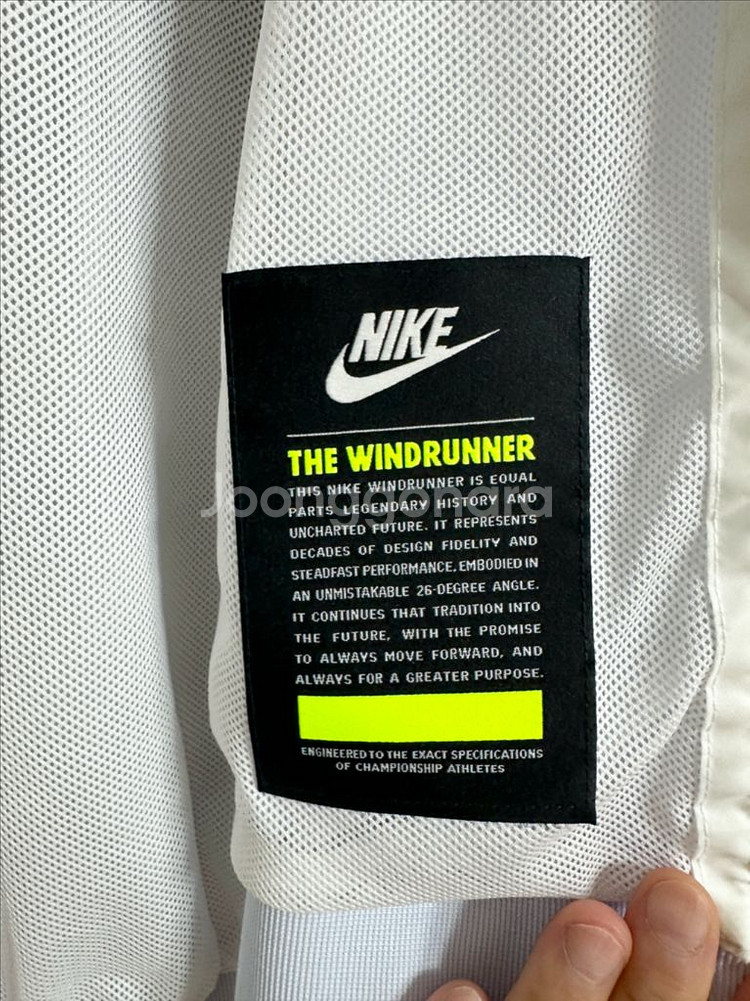 NIKE
THE WINDRUNNER
THIS NIKE WINDRUNNER IS EQUAL
PARTS LEGENDARY HISTORY AND
Joonggonara
UNCHARTED FUTURE. IT REPRESENTS
DECADES OF DESIGN FIDELITY AND
STEADFAST PERFORMANCE. EMBODIED IN
AN UNMISTAKABLE 26-DEGREE ANGLE.
IT CONTINUES THAT TRADITION INTO
THE FUTURE, WITH THE PROMISE
TO ALWAYS MOVE FORWARD, AND
ALWAYS FOR A GREATER PURPOSE.
ENGINEERED TO THE EXACT SPECIFICATIONS
OF CHAMPIONSHIP ATHLETES